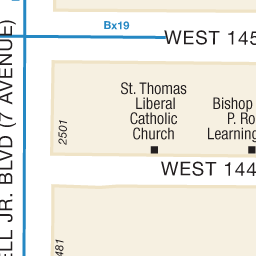 Bx19
WEST 145
St. Thomas
Liberal
Catholic
Church
Bishop
P. Ro
Learning
2501
WEST 144
ELL JR. BLVD (7 AVENUE)
481